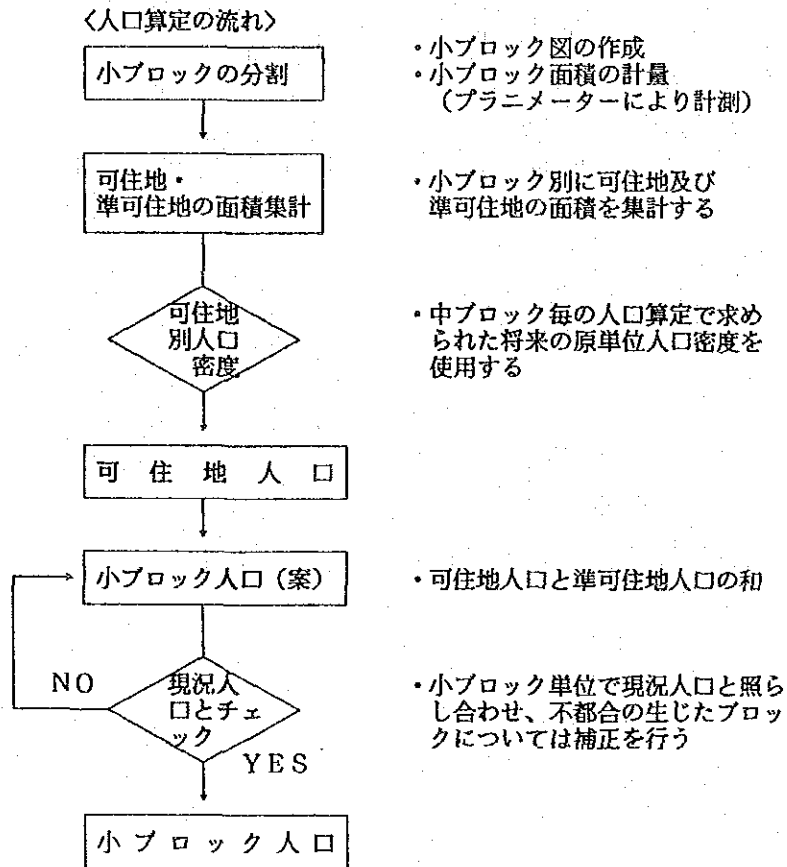 〈人口算定の流れ〉
小ブロックの分割
・小ブロック図の作成
・小ブロック面積の計量
（プラニメーターにより計測）
可住地・
準可住地の面積集計
・小ブロック別に可住地及び
準可住地の面積を集計する
可住地
別人口
密度
・中ブロック毎の人口算定で求め
られた将来の原単位人口密度を
使用する
可住地人口
小ブロック人口（案）
・可住地人口と準可住地人口の和
NO
現況人
口とチェ
ック
YES
・小ブロック単位で現況人口と照ら
し合わせ、不都合の生じたブロッ
クについては補正を行う
小ブロック人口